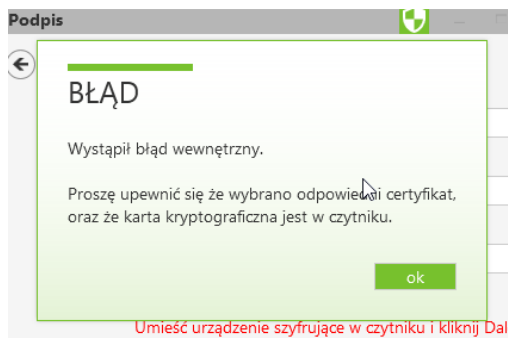 Podpis
BŁĄD
Wystąpił błąd wewnętrzny.
Proszę upewnić się że wybrano odpowiedni certyfikat,
oraz że karta kryptograficzna jest w czytniku.
ok
Umieść urządzenie szyfrujące w czytniku i kliknij Dal